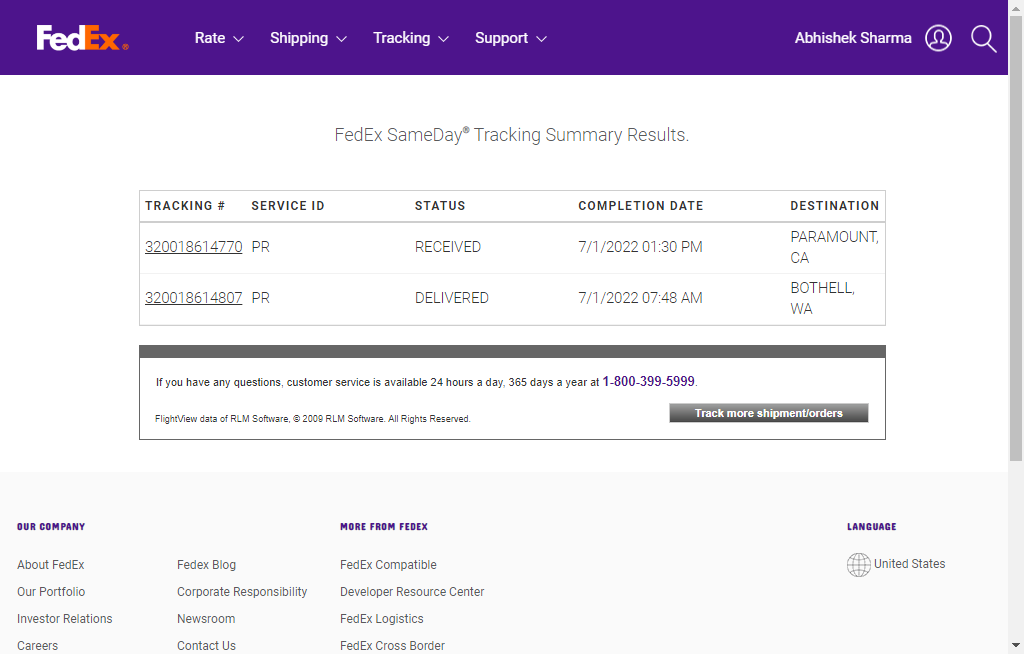 FedEx® Rate Shipping Tracking Support Abhishek Sharma
FedEx SameDay® Tracking Summary Results.
TRACKING # SERVICE ID STATUS COMPLETION DATE DESTINATION
320018614770 PR RECEIVED 7/1/2022 01:30 PM PARAMOUNT,
CA
320018614807 PR DELIVERED 7/1/2022 07:48 AM BOTHELL,
WA
If you have any questions, customer service is available 24 hours a day, 365 days a year at 1-800-399-5999.
Track more shipment/orders
FlightView data of RLM Software, © 2009 RLM Software. All Rights Reserved.
OUR COMPANY MORE FROM FEDEX LANGUAGE
About FedEx Fedex Blog FedEx Compatible United States
Our Portfolio Corporate Responsibility Developer Resource Center
Investor Relations Newsroom FedEx Logistics
Careers Contact Us FedEx Cross Border